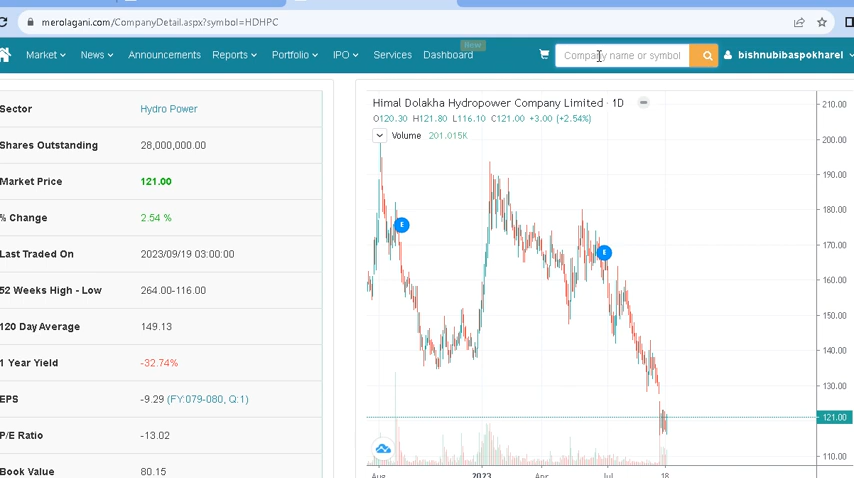 merolagani.com/CompanyDetail.aspx?symbol=HDHPC
New
Market News Announcements Reports Portfolio IPO Services Dashboard Company name or symbol bishnubibaspokharel
Sector Hydro Power
Shares Outstanding 28,000,000.00
Market Price 121.00
% Change 2.54 %
Last Traded On 2023/09/19 03:00:00
52 Weeks High - Low 264.00-116.00
120 Day Average 149.13
1 Year Yield -32.74%
EPS -9.29 (FY:079-080, Q:1)
P/E Ratio -13.02
Book Value 80.15
Himal Dolakha Hydropower Company Limited · 1D
O120.30 H121.80 L116.10 C121.00 +3.00 (+2.54%)
Volume 201.015K
E
E
210.00
200.00
190.00
180.00
170.00
160.00
150.00
140.00
130.00
121.00
110.00
Aug 2023 Apr Jul 18